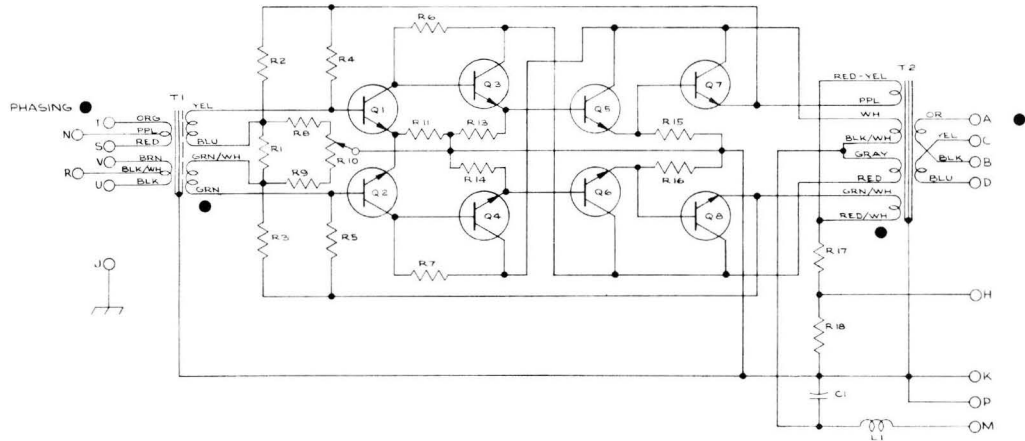 PHASING
T1
I
ORG
N
PPL
S
RED
V
BRN
R
BLK/WH
U
BLK
J
YEL
BLU
GRN/WH
GRN
R1
R2
R3
R4
R5
R6
R7
R8
R9
R10
R11
R13
R14
R15
R16
R17
R18
Q1
Q2
Q3
Q4
Q5
Q6
Q7
Q8
T2
RED-YEL
PPL
WH
BLK/WH
GRAY
RED
GRN/WH
RED/WH
OR
YEL
BLK
BLU
A
C
B
D
H
K
P
M
C1
L1